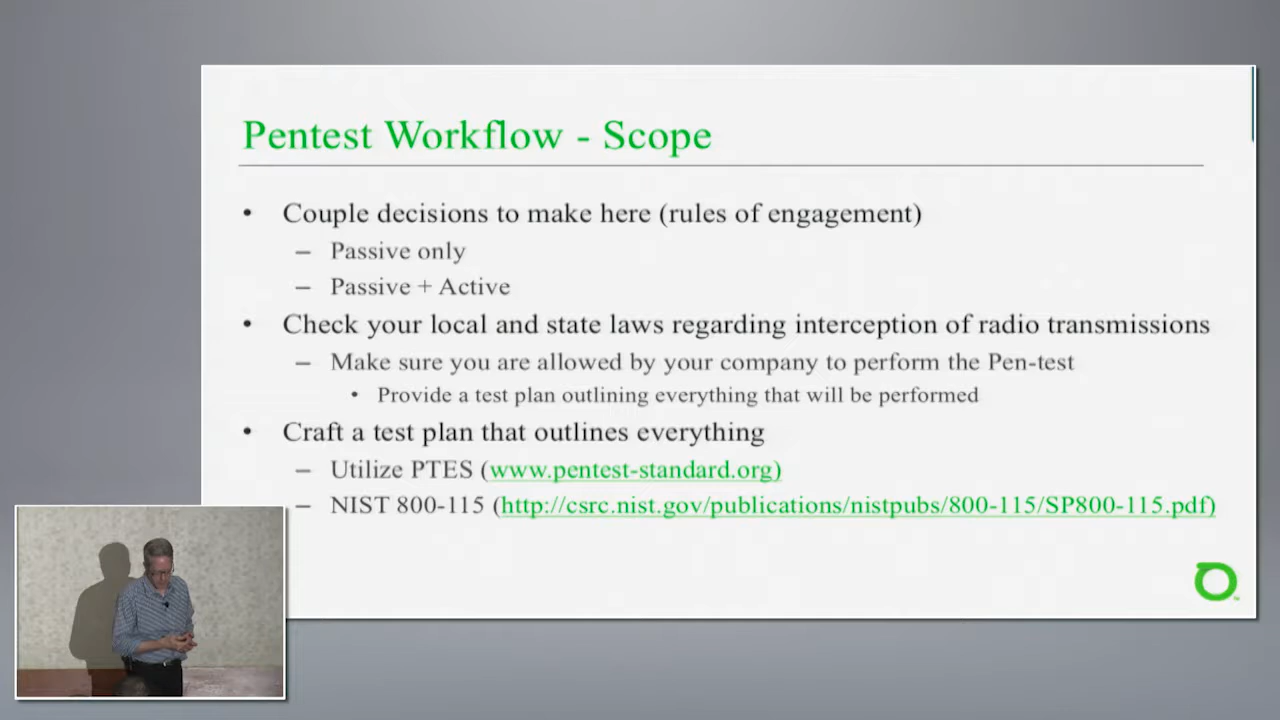 Pentest Workflow - Scope
• Couple decisions to make here (rules of engagement)
– Passive only
– Passive + Active
• Check your local and state laws regarding interception of radio transmissions
– Make sure you are allowed by your company to perform the Pen-test
• Provide a test plan outlining everything that will be performed
• Craft a test plan that outlines everything
– Utilize PTES (www.pentest-standard.org)
– NIST 800-115 (http://csrc.nist.gov/publications/nistpubs/800-115/SP800-115.pdf)